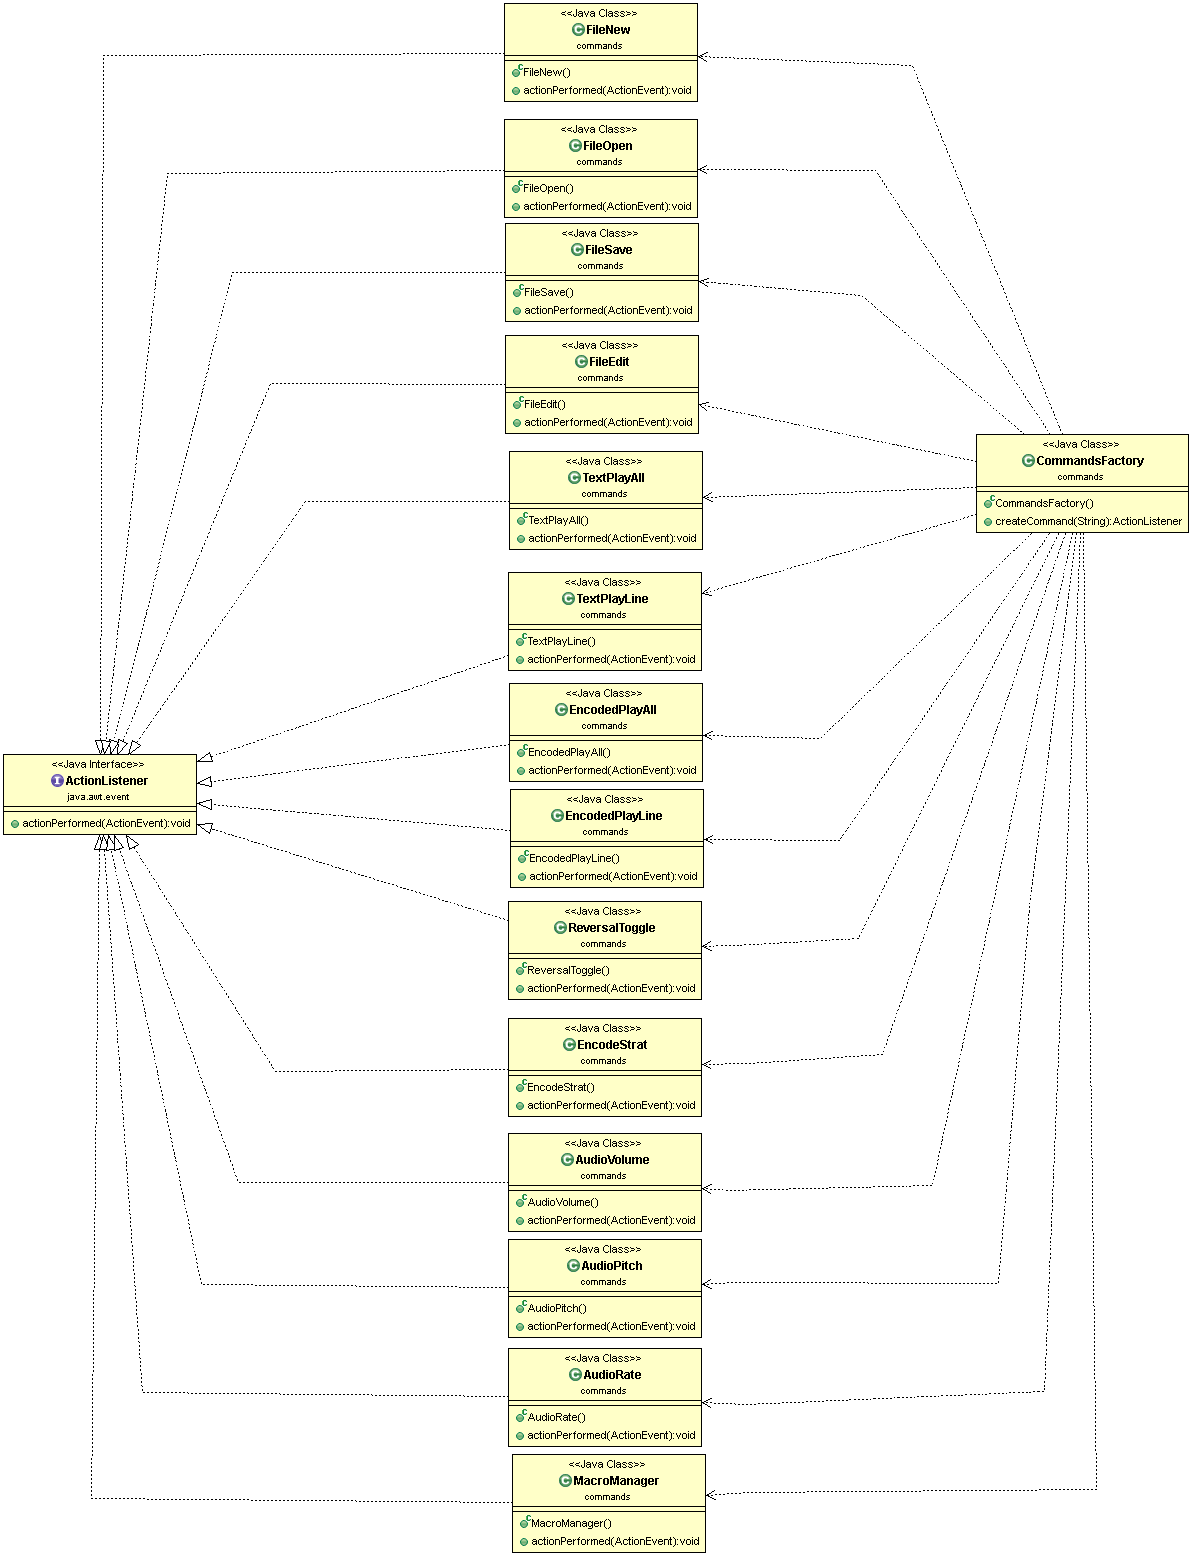 <<Java Class>>
FileNew
commands
FileNew()
actionPerformed(ActionEvent):void
<<Java Class>>
FileOpen
commands
FileOpen()
actionPerformed(ActionEvent):void
<<Java Class>>
FileSave
commands
FileSave()
actionPerformed(ActionEvent):void
<<Java Class>>
FileEdit
commands
FileEdit()
actionPerformed(ActionEvent):void
<<Java Class>>
CommandsFactory
commands
CommandsFactory()
createCommand(String):ActionListener
<<Java Class>>
TextPlayAll
commands
TextPlayAll()
actionPerformed(ActionEvent):void
<<Java Class>>
TextPlayLine
commands
TextPlayLine()
actionPerformed(ActionEvent):void
<<Java Class>>
EncodedPlayAll
commands
EncodedPlayAll()
actionPerformed(ActionEvent):void
<<Java Interface>>
ActionListener
java.awt.event
actionPerformed(ActionEvent):void
<<Java Class>>
EncodedPlayLine
commands
EncodedPlayLine()
actionPerformed(ActionEvent):void
<<Java Class>>
ReversalToggle
commands
ReversalToggle()
actionPerformed(ActionEvent):void
<<Java Class>>
EncodeStrat
commands
EncodeStrat()
actionPerformed(ActionEvent):void
<<Java Class>>
AudioVolume
commands
AudioVolume()
actionPerformed(ActionEvent):void
<<Java Class>>
AudioPitch
commands
AudioPitch()
actionPerformed(ActionEvent):void
<<Java Class>>
AudioRate
commands
AudioRate()
actionPerformed(ActionEvent):void
<<Java Class>>
MacroManager
commands
MacroManager()
actionPerformed(ActionEvent):void